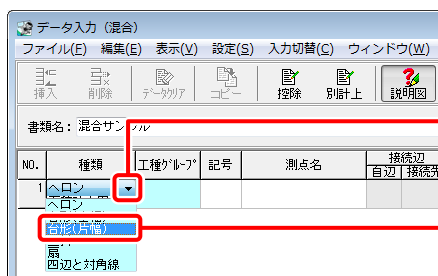 データ入力（混合）
ファイル(F) 編集(E) 表示(V) 設定(S) 入力切替(C) ウィンドウ(W)
挿入 削除 データクリア コピー 控除 別計上 説明図
書類名： 混合サンプル
NO. 種類 工種グループ 記号 測点名 接続辺
自辺 接続先
1 ヘロン
ヘロン
台形(片幅)
扇
四辺と対角線